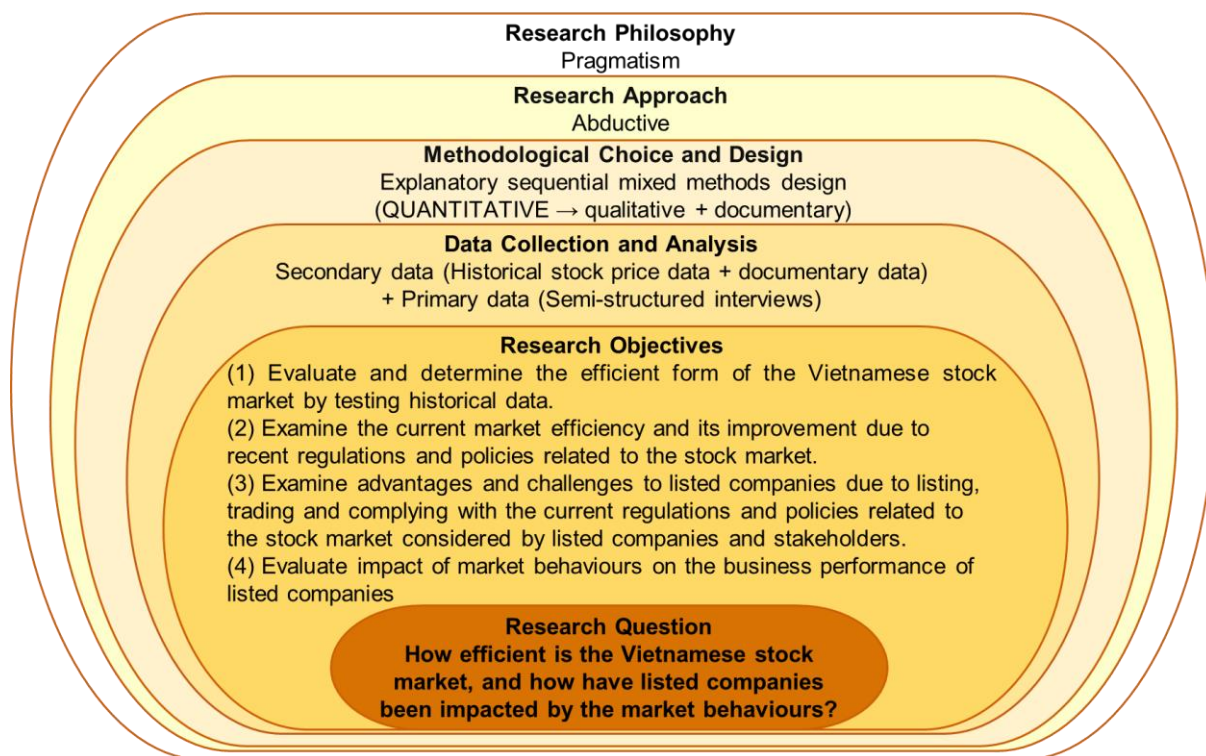 Research Philosophy
Pragmatism
Research Approach
Abductive
Methodological Choice and Design
Explanatory sequential mixed methods design
(QUANTITATIVE → qualitative + documentary)
Data Collection and Analysis
Secondary data (Historical stock price data + documentary data)
+ Primary data (Semi-structured interviews)
Research Objectives
(1) Evaluate and determine the efficient form of the Vietnamese stock
market by testing historical data.
(2) Examine the current market efficiency and its improvement due to
recent regulations and policies related to the stock market.
(3) Examine advantages and challenges to listed companies due to listing,
trading and complying with the current regulations and policies related to
the stock market considered by listed companies and stakeholders.
(4) Evaluate impact of market behaviours on the business performance of
listed companies
Research Question
How efficient is the Vietnamese stock
market, and how have listed companies
been impacted by the market behaviours?